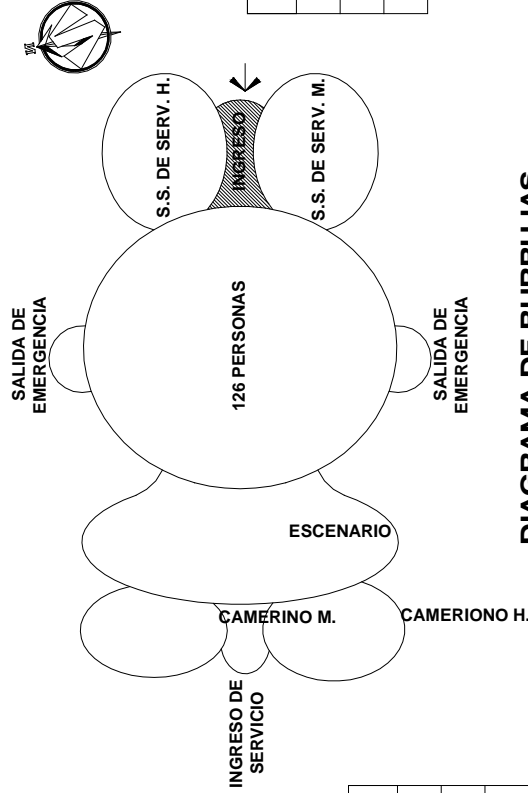 S.S. DE SERV. H.
INGRESO
S.S. DE SERV. M.
SALIDA DE
EMERGENCIA
126 PERSONAS
SALIDA DE
EMERGENCIA
ESCENARIO
CAMERINO M.
CAMERIONO H.
INGRESO DE
SERVICIO
DIAGRAMA DE BURBUJAS